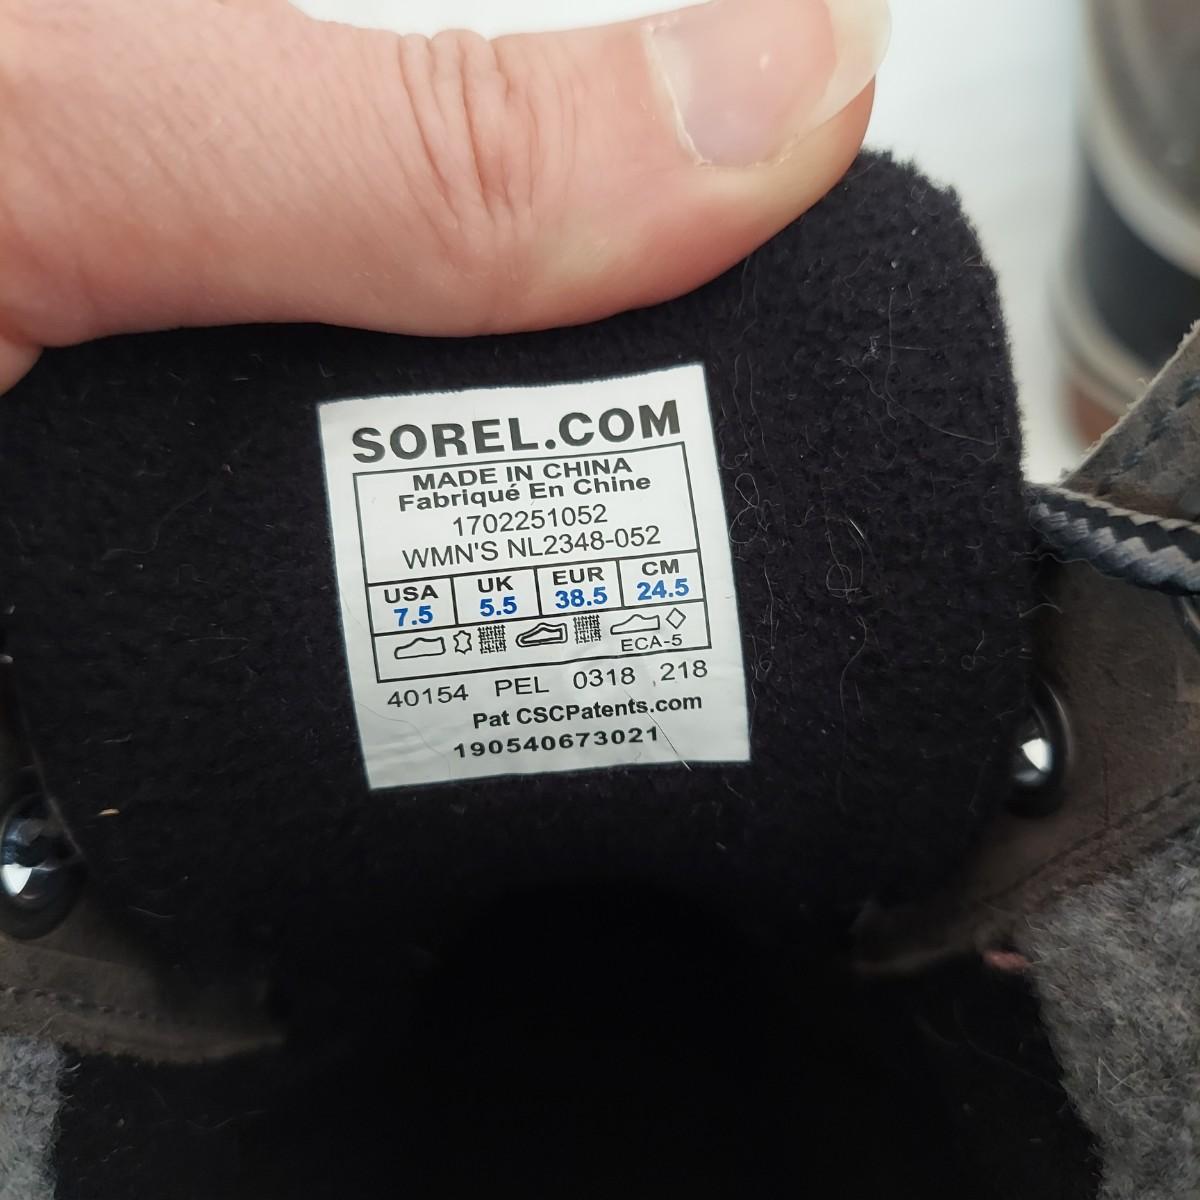 SOREL.COM
MADE IN CHINA
Fabriqué En Chine
1702251052
WMN'S NL2348-052
USA UK EUR CM
7.5 5.5 38.5 24.5
ECA-5
40154 PEL 0318 218
Pat CSCPatents.com
190540673021